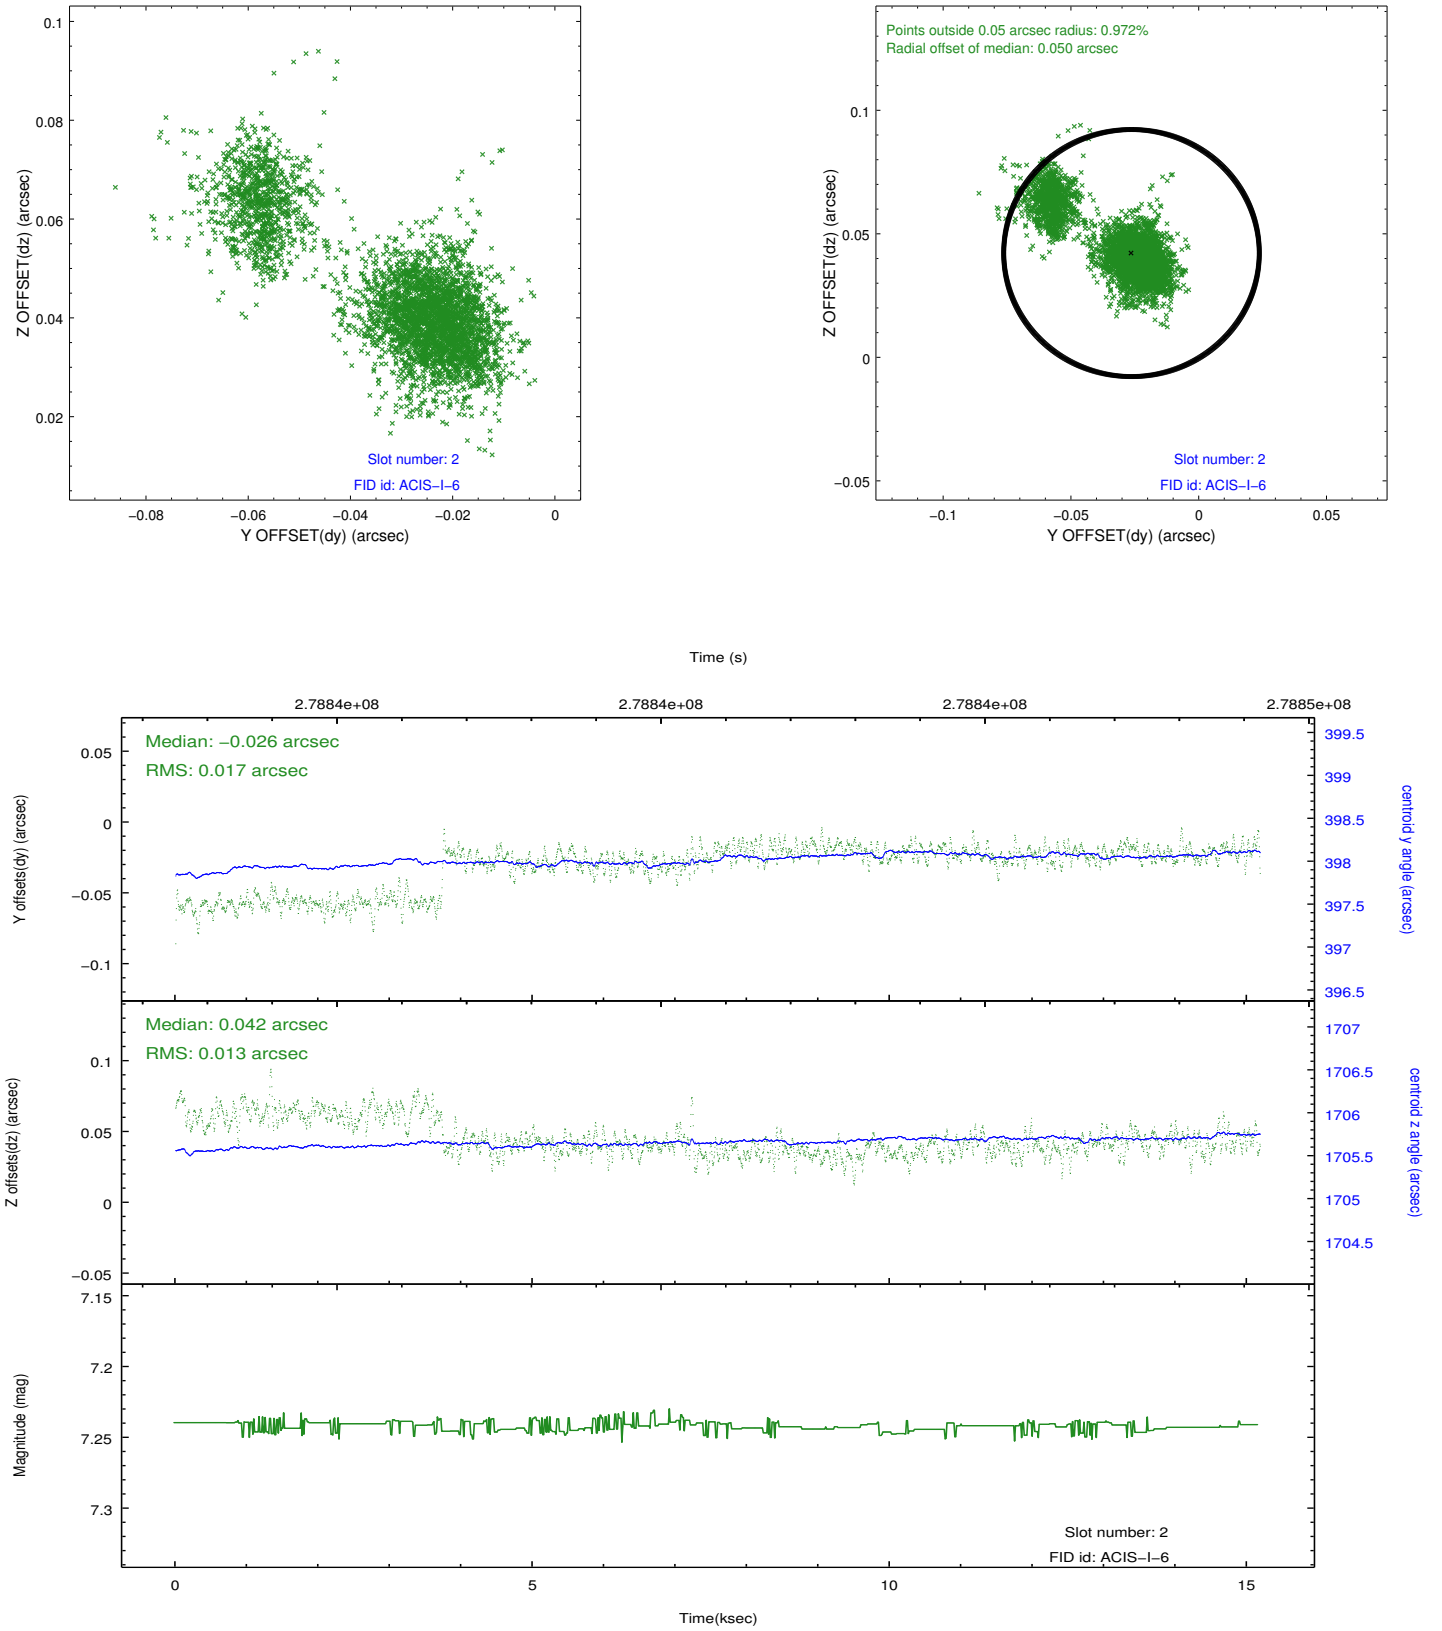 0.1
0.08
0.06
0.04
0.02
Z OFFSET(dz) (arcsec)
Slot number: 2
FID id: ACIS−I−6
−0.08 −0.06 −0.04 −0.02 0
Y OFFSET(dy) (arcsec)
Points outside 0.05 arcsec radius: 0.972%
Radial offset of median: 0.050 arcsec
0.1
0.05
0
−0.05
Z OFFSET(dz) (arcsec)
Slot number: 2
FID id: ACIS−I−6
−0.1 −0.05 0 0.05
Y OFFSET(dy) (arcsec)
Time (s)
2.7884e+08 2.7884e+08 2.7884e+08 2.7885e+08
Median: −0.026 arcsec
RMS: 0.017 arcsec
0.05
0
−0.05
−0.1
Y offsets(dy) (arcsec)
399.5
399
398.5
398
397.5
397
396.5
centroid y angle (arcsec)
Median: 0.042 arcsec
RMS: 0.013 arcsec
0.1
0.05
0
−0.05
Z offsets(dz) (arcsec)
1707
1706.5
1706
1705.5
1705
1704.5
centroid z angle (arcsec)
7.15
7.2
7.25
7.3
Magnitude (mag)
Slot number: 2
FID id: ACIS−I−6
0 5 10 15
Time(ksec)